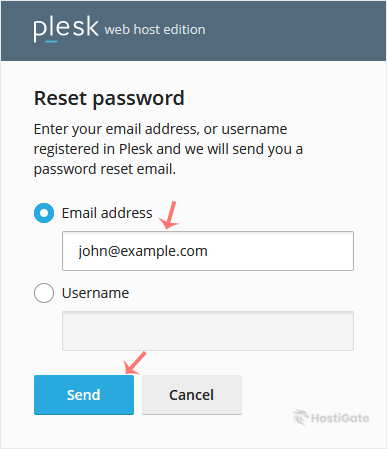 plesk web host edition
Reset password
Enter your email address, or username
registered in Plesk and we will send you a
password reset email.
Email address
john@example.com
Username
Send Cancel
HostiGate